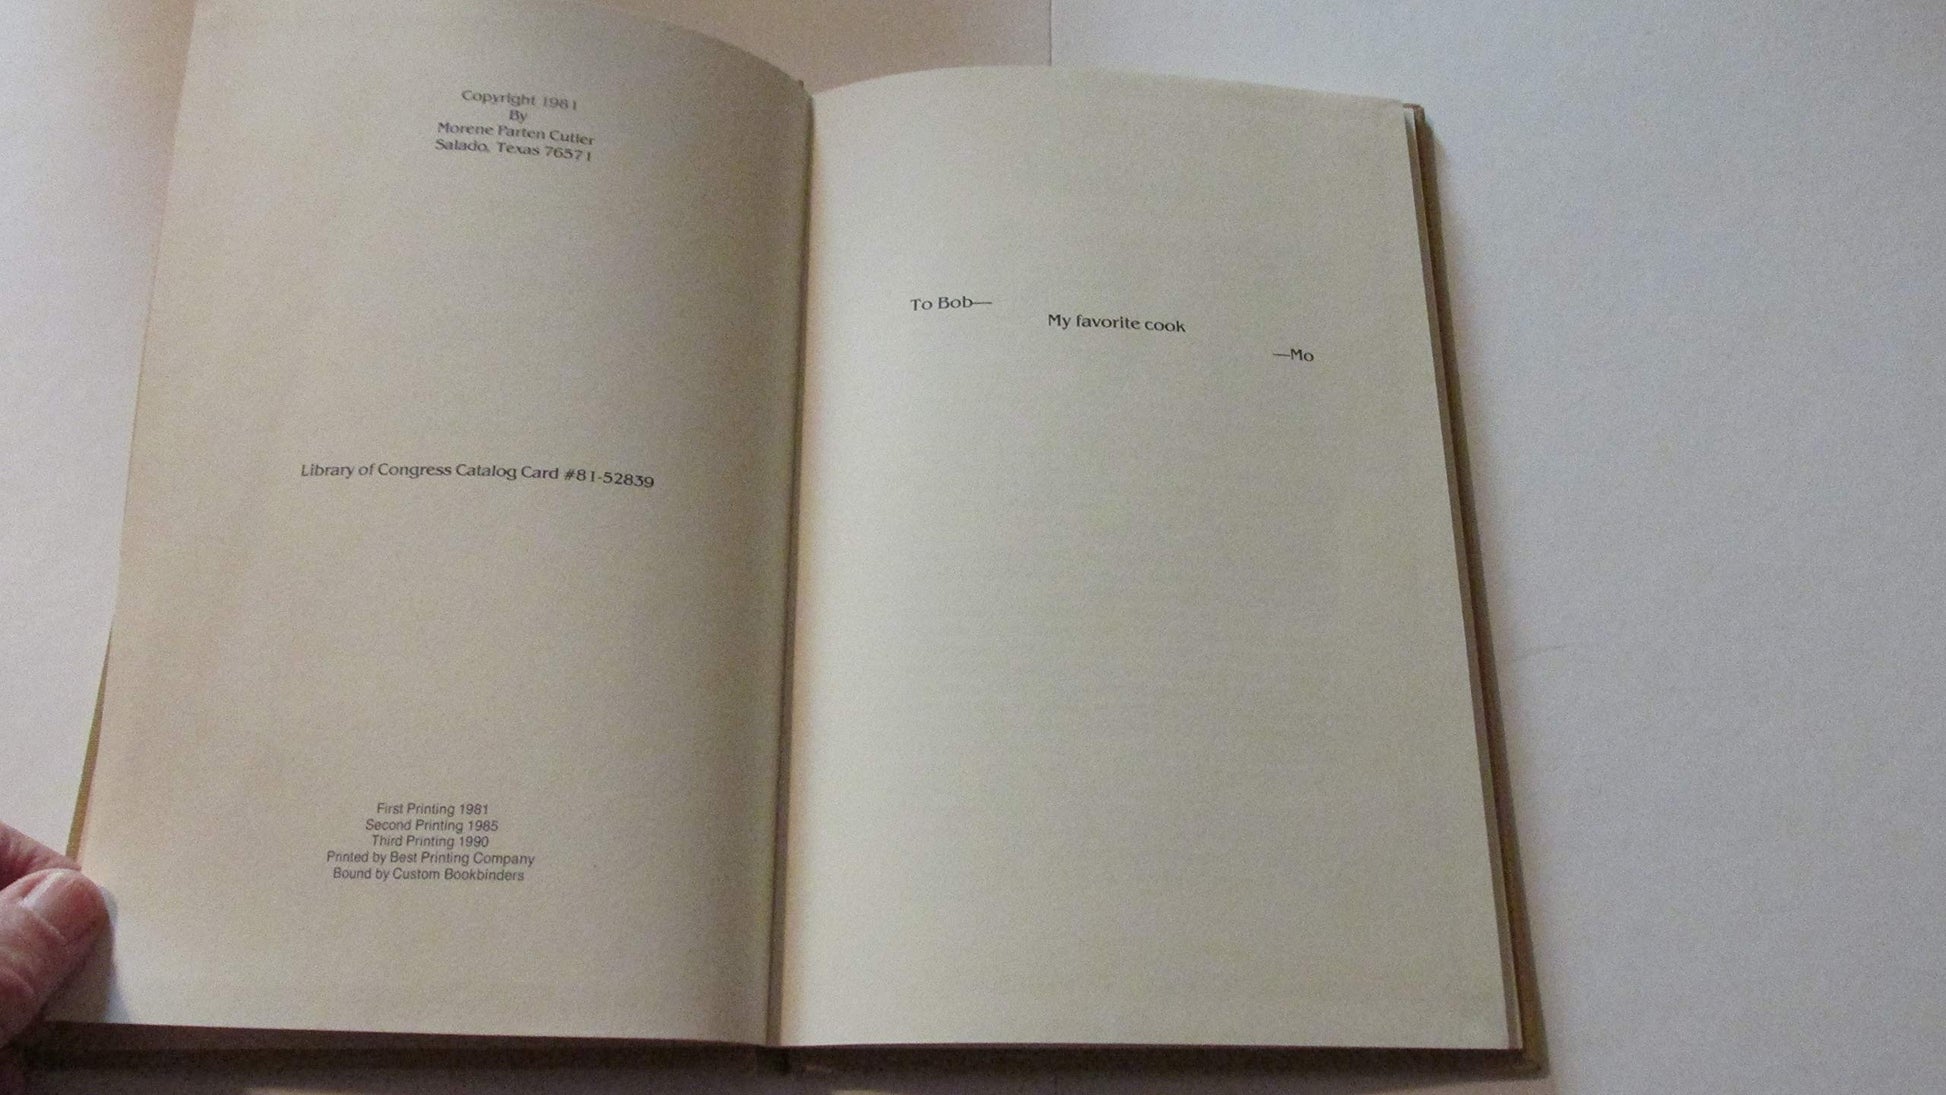 Copyright 1981
By
Morene Parten Cutler
Salado, Texas 76571
Library of Congress Catalog Card #81-52839
First Printing 1981
Second Printing 1985
Third Printing 1990
Printed by Best Printing Company
Bound by Custom Bookbinders
To Bob—
My favorite cook
—Mo